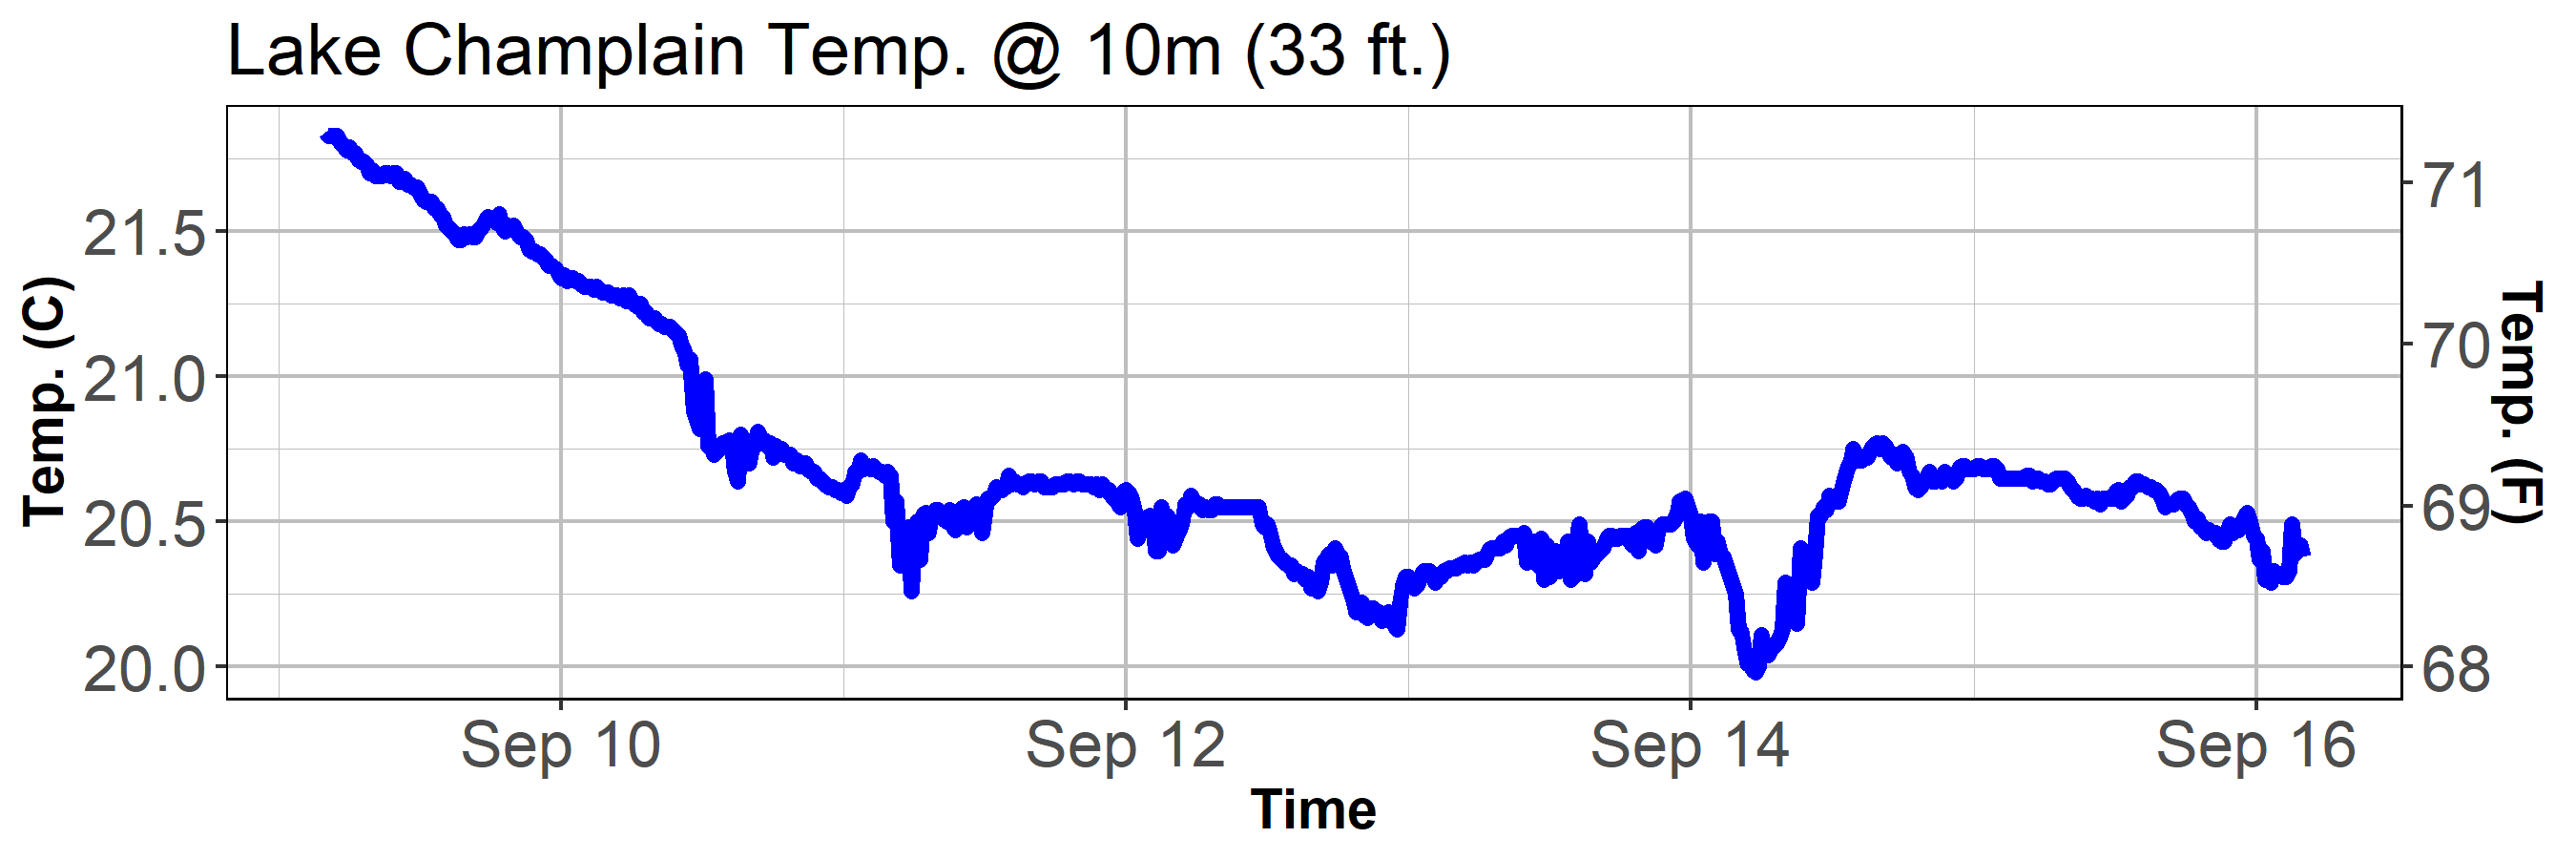 Lake Champlain Temp. @ 10m (33 ft.)
Temp. (C)
21.5
21.0
20.5
20.0
71
70
69
68
Temp. (F)
Sep 10 Sep 12 Sep 14 Sep 16
Time